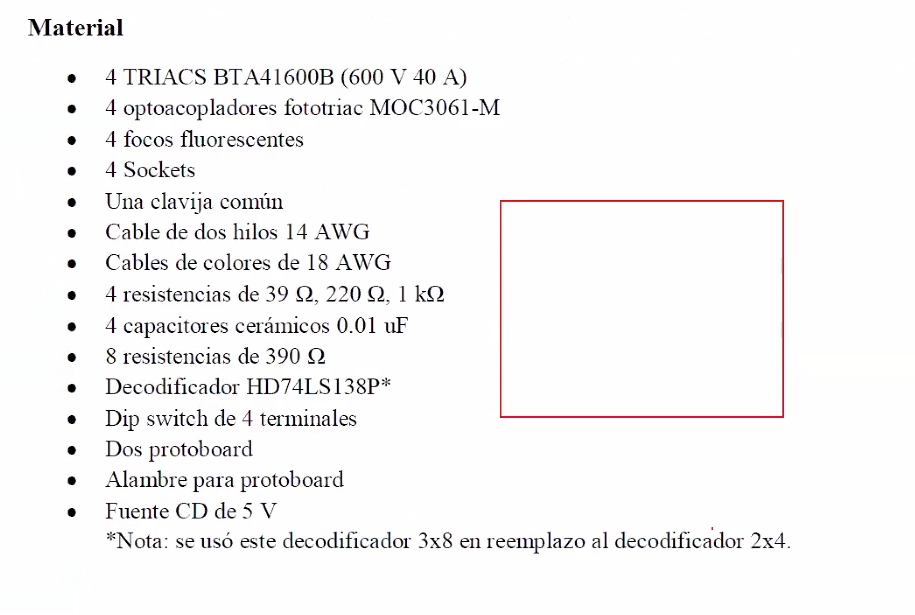 Material
• 4 TRIACS BTA41600B (600 V 40 A)
• 4 optoacopladores fototriac MOC3061-M
• 4 focos fluorescentes
• 4 Sockets
• Una clavija común
• Cable de dos hilos 14 AWG
• Cables de colores de 18 AWG
• 4 resistencias de 39 Ω, 220 Ω, 1 kΩ
• 4 capacitores cerámicos 0.01 uF
• 8 resistencias de 390 Ω
• Decodificador HD74LS138P*
• Dip switch de 4 terminales
• Dos protoboard
• Alambre para protoboard
• Fuente CD de 5 V
*Nota: se usó este decodificador 3x8 en reemplazo al decodificador 2x4.